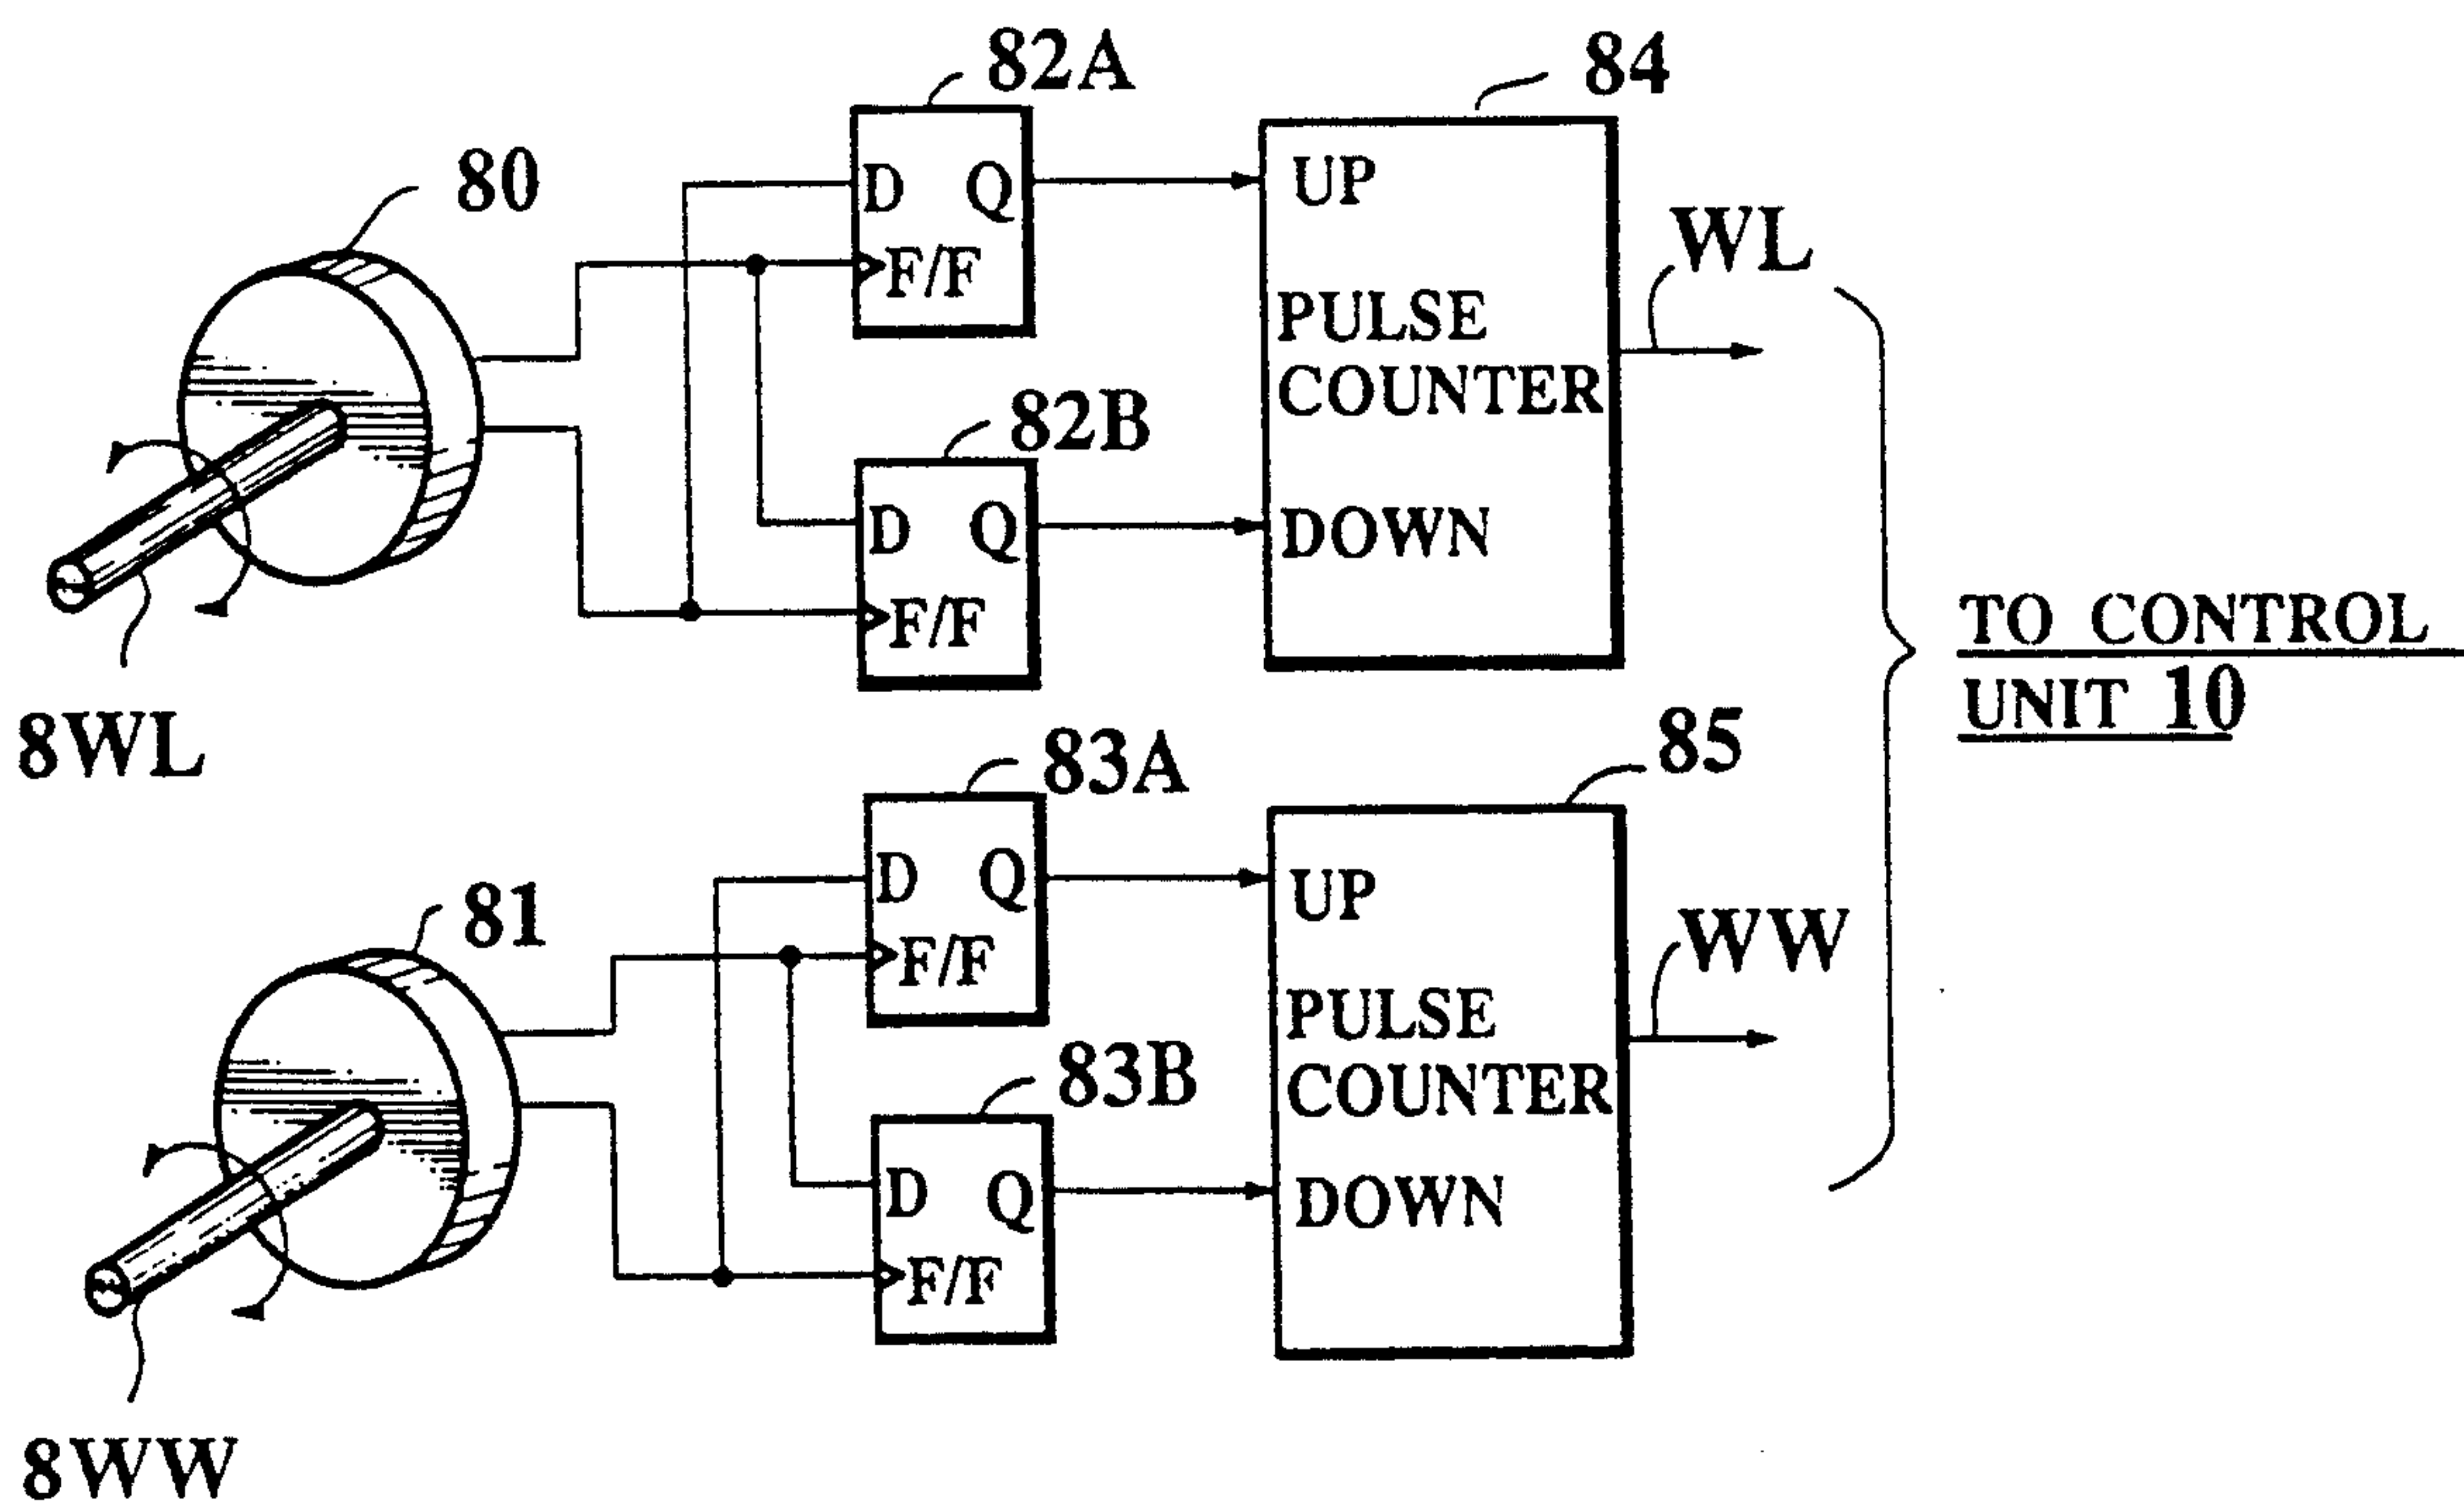 82A
84
80
D Q
UP
F/F
WL
PULSE
COUNTER
82B
D Q
DOWN
F/F
TO CONTROL
UNIT 10
8WL
83A
85
81
D Q
UP
F/F
WW
PULSE
COUNTER
83B
D Q
DOWN
F/F
8WW